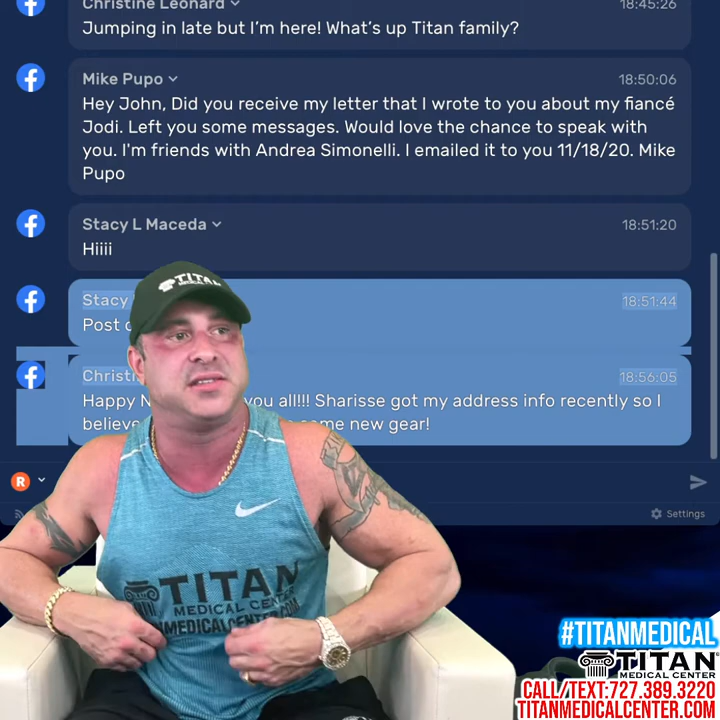 Christine Leonard
18:45:26
Jumping in late but I'm here! What's up Titan family?
Mike Pupo
18:50:06
Hey John, Did you receive my letter that I wrote to you about my fiancé
Jodi. Left you some messages. Would love the chance to speak with
you. I'm friends with Andrea Simonelli. I emailed it to you 11/18/20. Mike
Pupo
Stacy L Maceda
18:51:20
Hiiii
Stacy
18:51:44
Post
18:56:05
Happy you all!!! Sharisse got my address info recently so I
new gear!
R
Settings
TITAN
TITAN
MEDICAL CENTER
#TITANMEDICAL
TITAN
MEDICAL CENTER
CALL/TEXT:727.389.3220
TITANMEDICALCENTER.COM